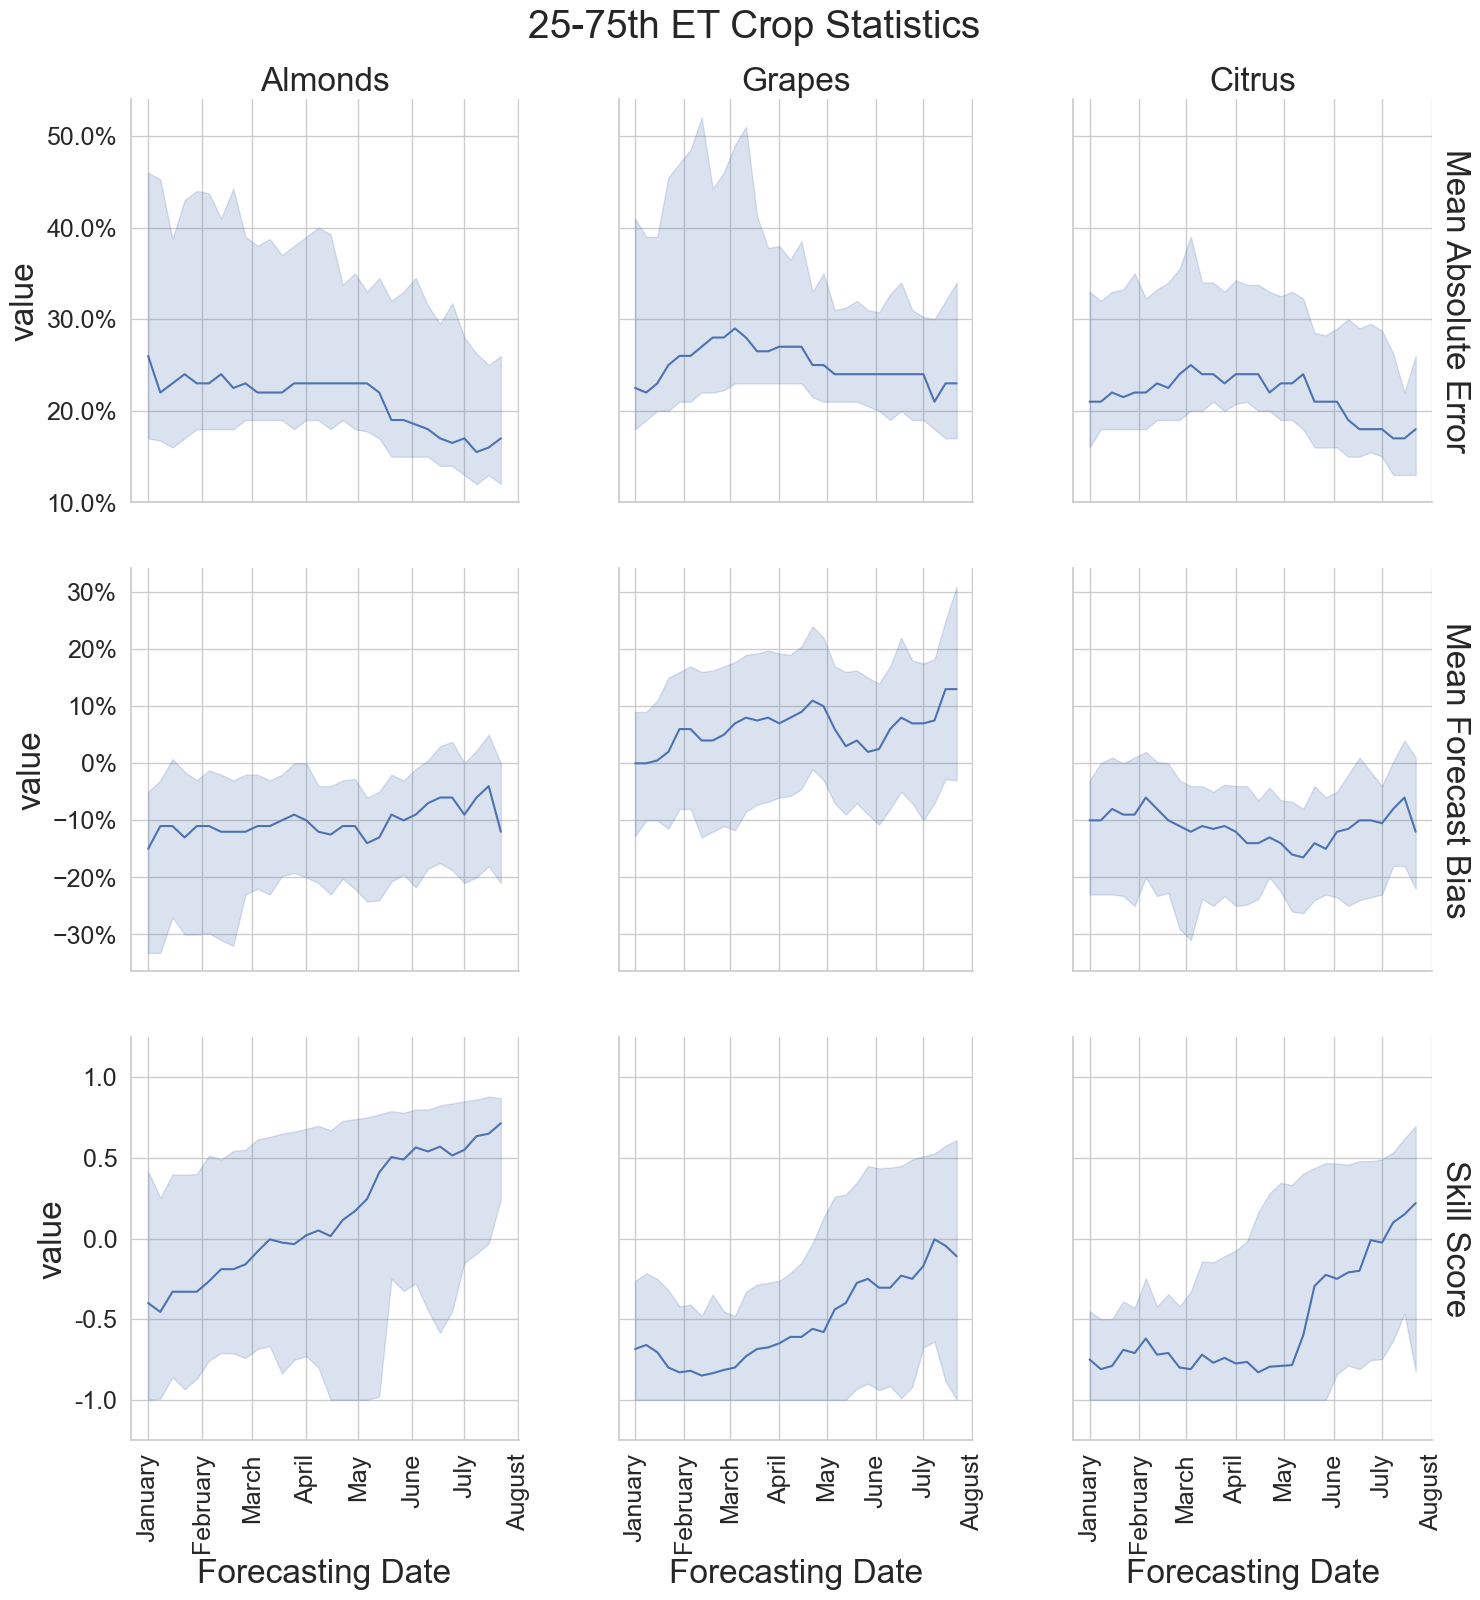 25-75th ET Crop Statistics
Almonds
Grapes
Citrus
50.0%
40.0%
30.0%
20.0%
10.0%
value
Mean Absolute Error
30%
20%
10%
0%
−10%
−20%
−30%
value
Mean Forecast Bias
1.0
0.5
0.0
-0.5
-1.0
value
Skill Score
January
February
March
April
May
June
July
August
January
February
March
April
May
June
July
August
January
February
March
April
May
June
July
August
Forecasting Date
Forecasting Date
Forecasting Date